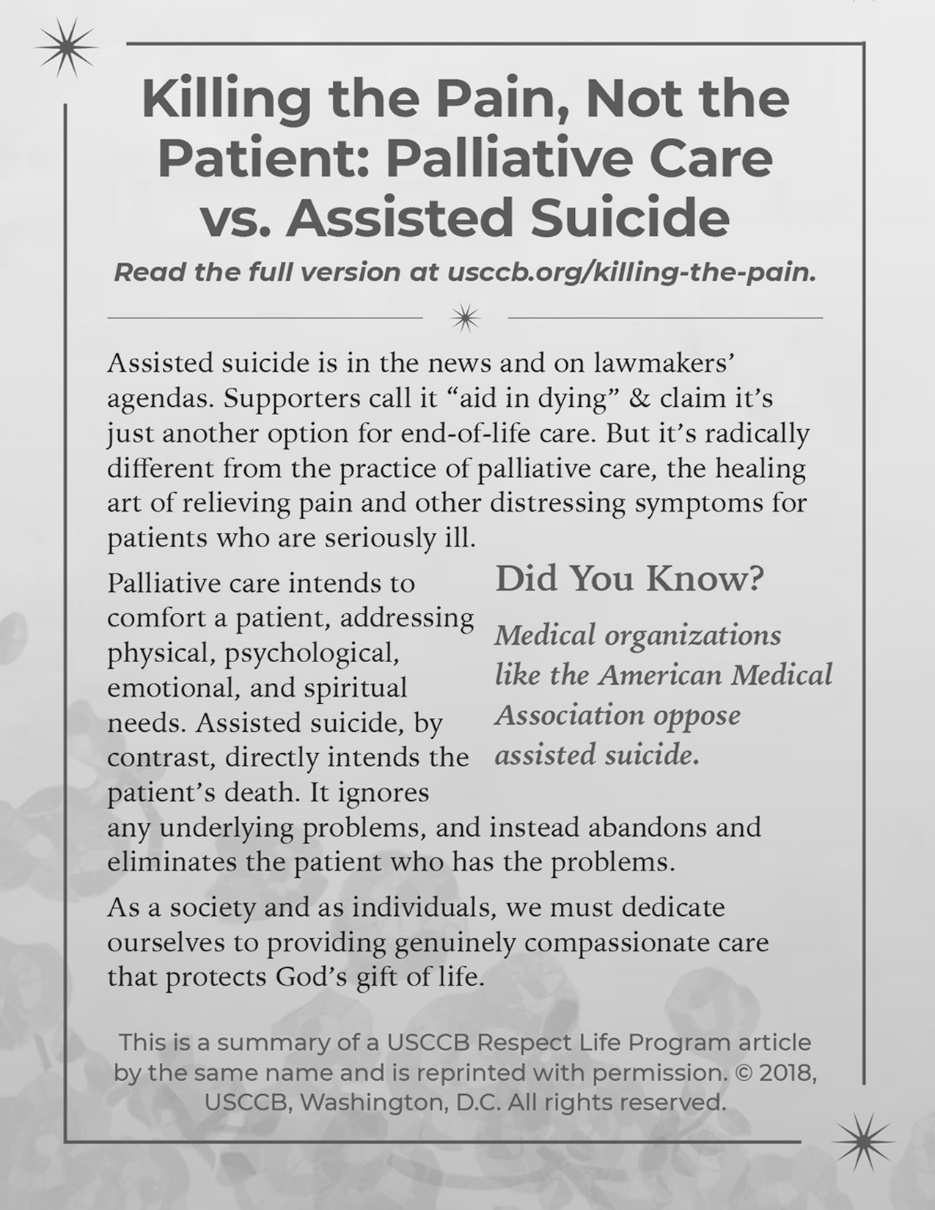 Killing the Pain, Not the
Patient: Palliative Care
vs. Assisted Suicide
Read the full version at usccb.org/killing-the-pain.
Assisted suicide is in the news and on lawmakers’
agendas. Supporters call it “aid in dying” & claim it’s
just another option for end-of-life care. But it’s radically
different from the practice of palliative care, the healing
art of relieving pain and other distressing symptoms for
patients who are seriously ill.
Palliative care intends to
comfort a patient, addressing
physical, psychological,
emotional, and spiritual
needs. Assisted suicide, by
contrast, directly intends the
patient’s death. It ignores
any underlying problems, and instead abandons and
eliminates the patient who has the problems.
Did You Know?
Medical organizations
like the American Medical
Association oppose
assisted suicide.
As a society and as individuals, we must dedicate
ourselves to providing genuinely compassionate care
that protects God’s gift of life.
This is a summary of a USCCB Respect Life Program article
by the same name and is reprinted with permission. © 2018,
USCCB, Washington, D.C. All rights reserved.